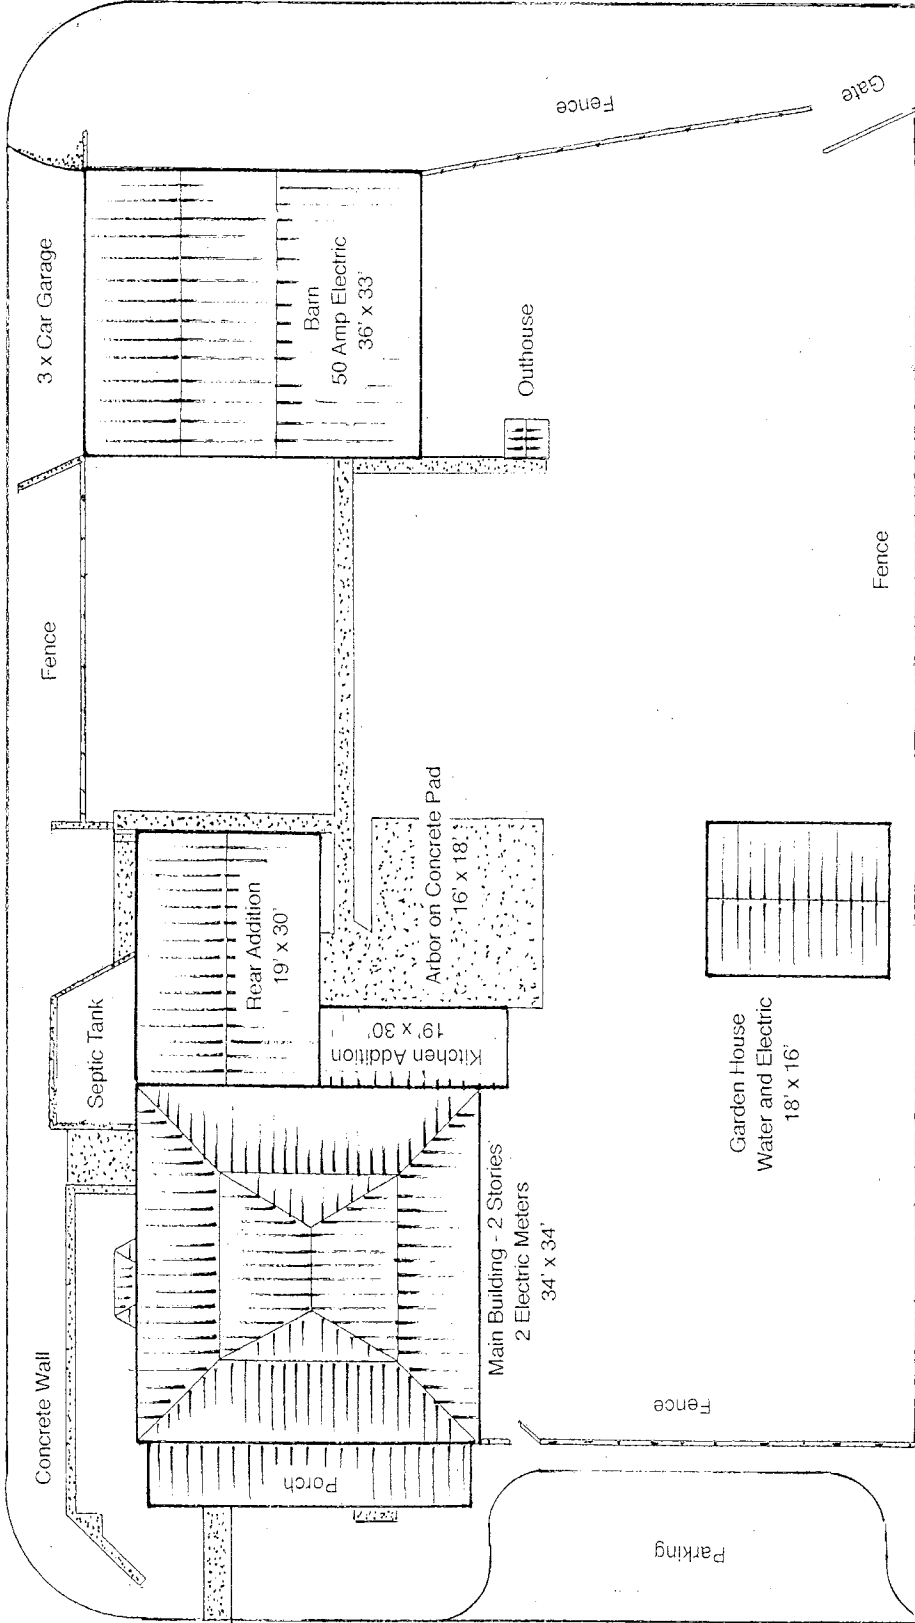 3 x Car Garage
Fence
Gate
Barn
50 Amp Electric
36' x 33'
Outhouse
Fence
Fence
Rear Addition
19' x 30'
Arbor on Concrete Pad
16' x 18'
Septic Tank
Kitchen Addition
19' x 30'
Garden House
Water and Electric
18' x 16'
Main Building - 2 Stories
2 Electric Meters
34' x 34'
Concrete Wall
Porch
Fence
Parking